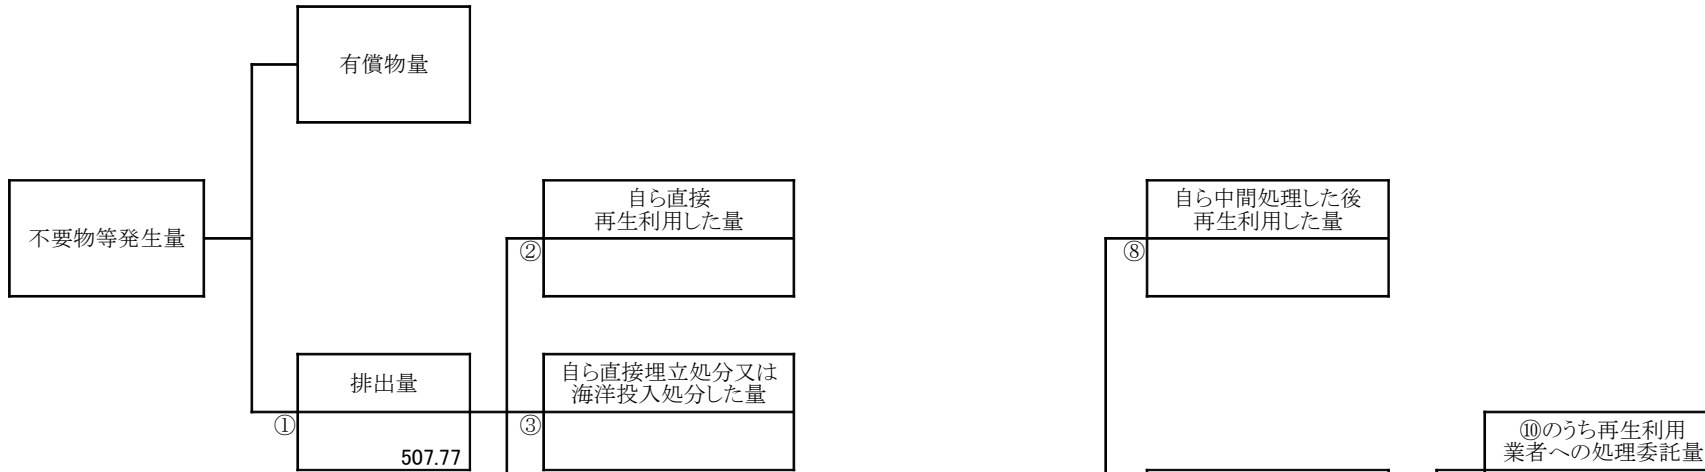 有償物量
不要物等発生量
自ら直接
再生利用した量
②
自ら中間処理した後
再生利用した量
⑧
排出量
①
507.77
自ら直接埋立処分又は
海洋投入処分した量
③
⑩のうち再生利用
業者への処理委託量